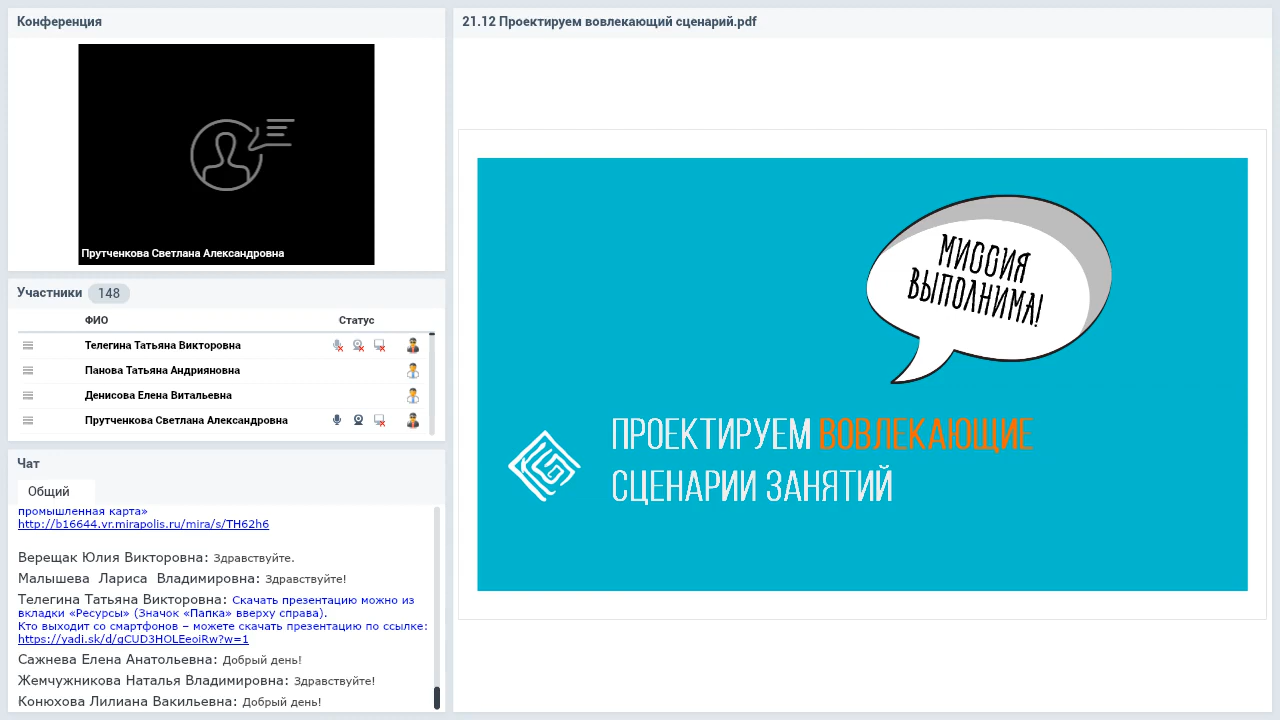 Конференция
Прутченкова Светлана Александровна
Участники 148
ФИО Статус
Телегина Татьяна Викторовна
Панова Татьяна Андрияновна
Денисова Елена Витальевна
Прутченкова Светлана Александровна
Чат
Общий
промышленная карта»
http://b16644.vr.mirapolis.ru/mira/s/TH62h6
Верещак Юлия Викторовна: Здравствуйте.
Малышева Лариса Владимировна: Здравствуйте!
Телегина Татьяна Викторовна: Скачать презентацию можно из
вкладки «Ресурсы» (Значок «Папка» вверху справа).
Кто выходит со смартфонов – можете скачать презентацию по ссылке:
https://yadi.sk/d/gCUD3HOLEeoiRw?w=1
Сажнева Елена Анатольевна: Добрый день!
Жемчужникова Наталья Владимировна: Здравствуйте!
Конюхова Лилиана Вакильевна: Добрый день!
21.12 Проектируем вовлекающий сценарий.pdf
МИССИЯ
ВЫПОЛНИМА!
ПРОЕКТИРУЕМ ВОВЛЕКАЮЩИЕ
СЦЕНАРИИ ЗАНЯТИЙ